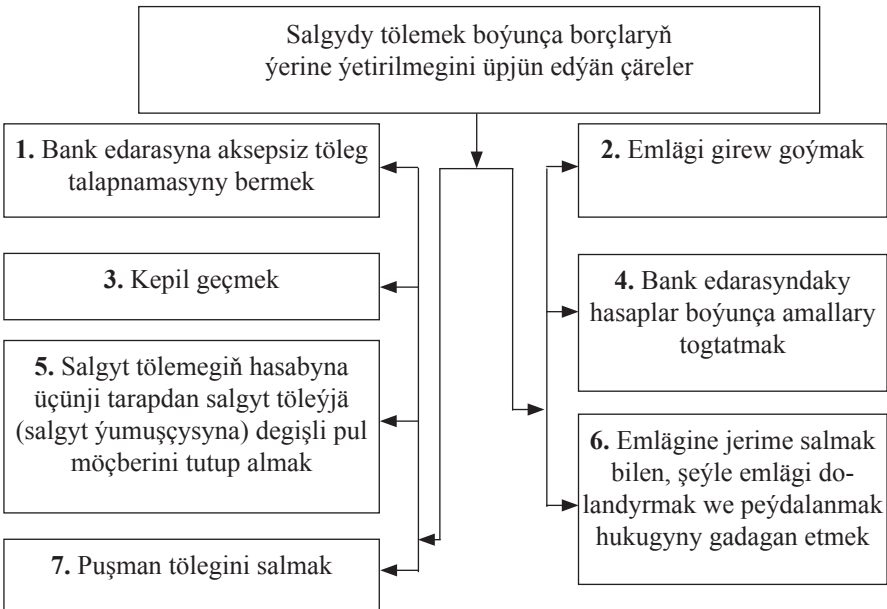 Salgydy tölemek boýunça borçlaryň
ýerine ýetirilmegini üpjün edýän çäreler
1. Bank edarasyna aksepsiz töleg
talapnamasyny bermek
2. Emlägi girew goýmak
3. Kepil geçmek
4. Bank edarasyndaky
hasaplar boýunça amallary
togtatmak
5. Salgyt tölemegiň hasabyna
üçünji tarapdan salgyt töleýjä
(salgyt ýumuşçysyna) degişli pul
möçberini tutup almak
6. Emlägine jerime salmak
bilen, şeýle emlägi do-
landyrmak we peýdalanmak
hukugyny gadagan etmek
7. Puşman tölegini salmak